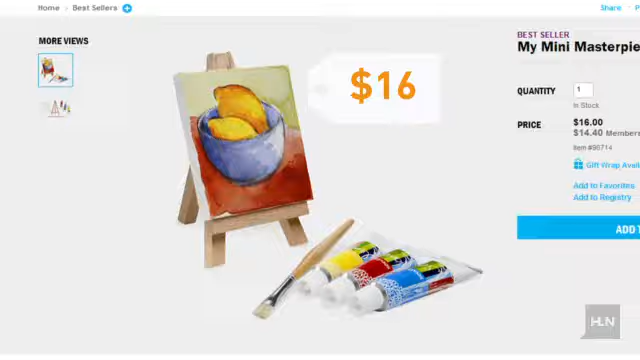 Home > Best Sellers
Share
MORE VIEWS
$16
BEST SELLER
My Mini Masterpie
QUANTITY 1
In Stock
PRICE $16.00
$14.40 Members
Item #96714
Gift Wrap Avail
Add to Favorites
Add to Registry
ADD T
HLN